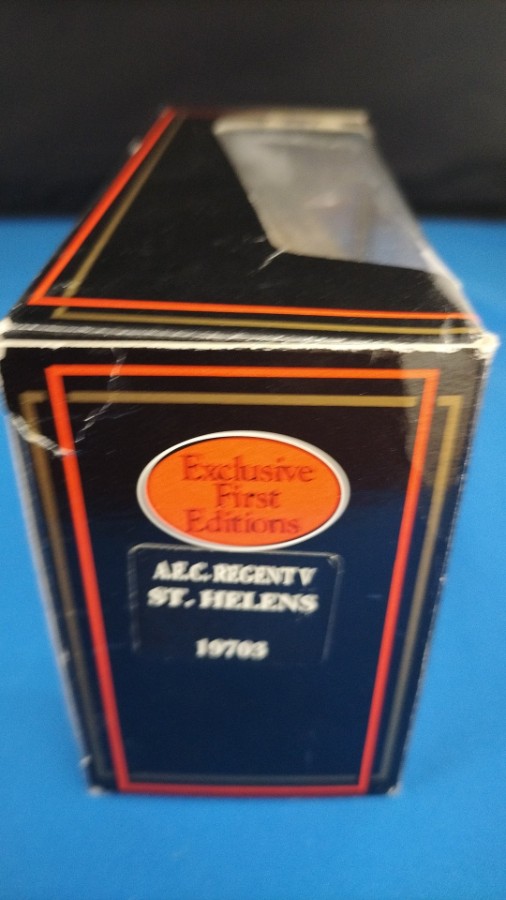 Exclusive
First
Editions
A.E.C. REGENT V
ST. HELENS
19703